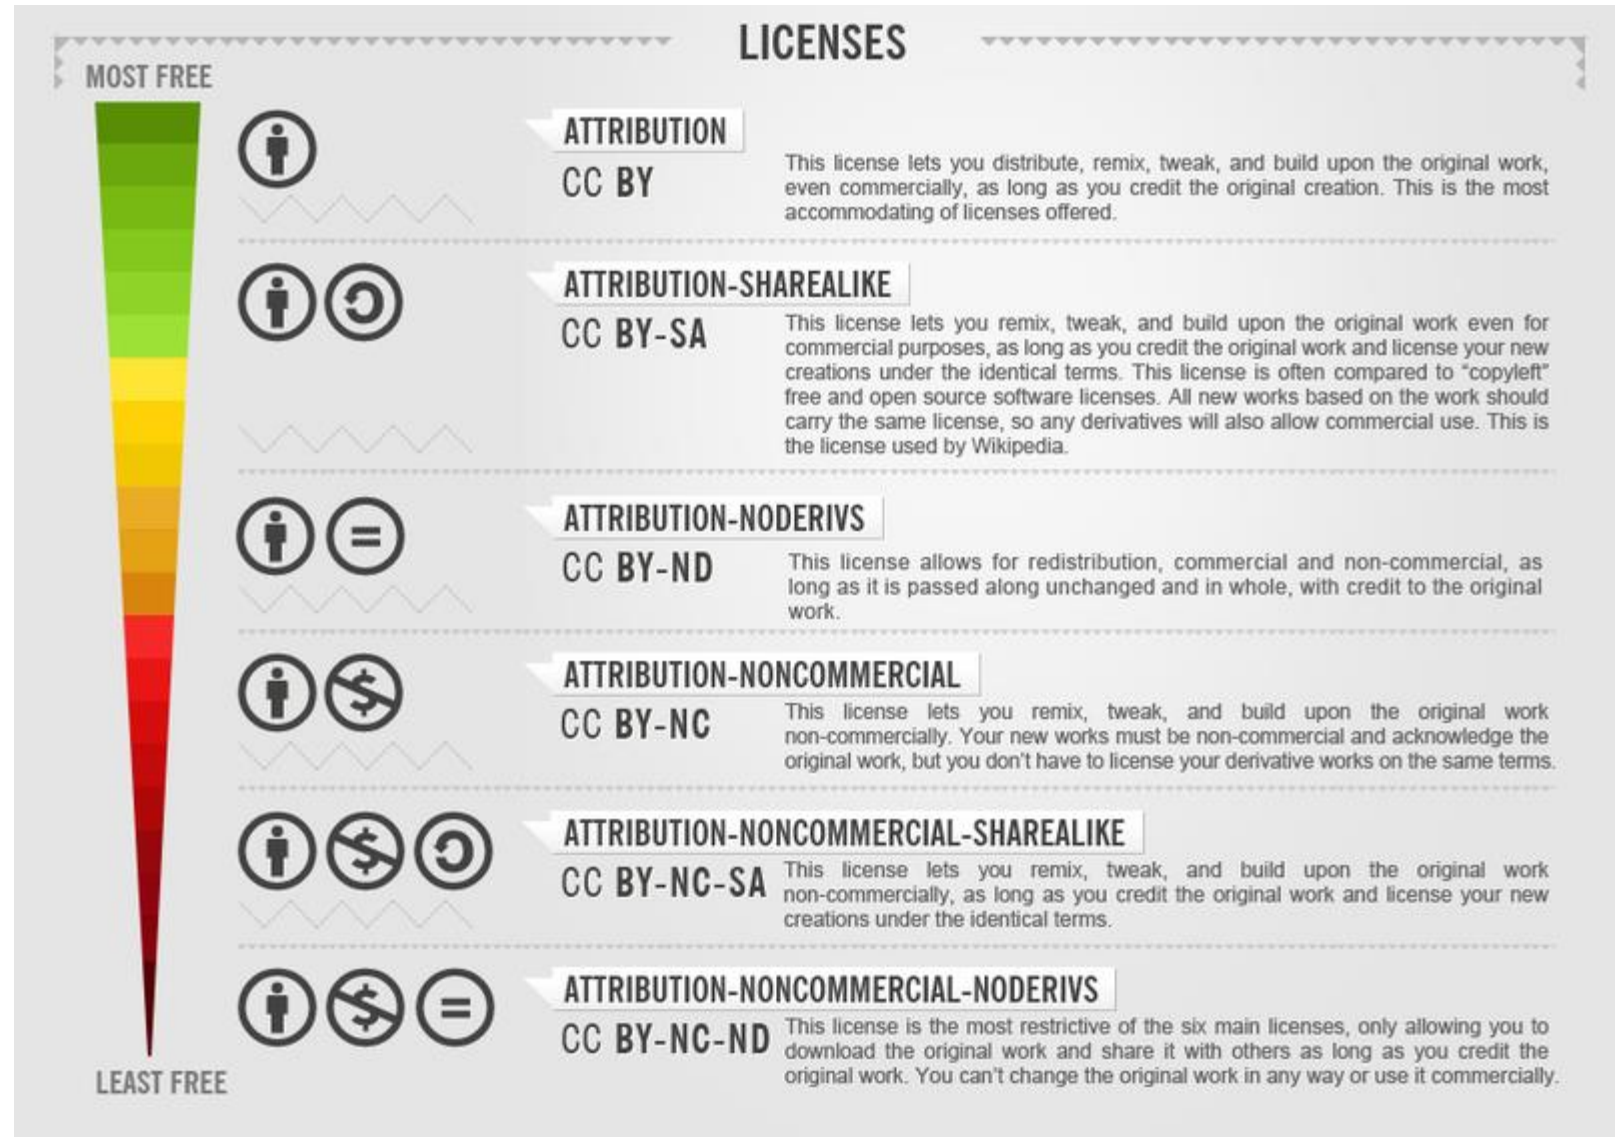 LICENSES
MOST FREE
ATTRIBUTION
CC BY
This license lets you distribute, remix, tweak, and build upon the original work,
even commercially, as long as you credit the original creation. This is the most
accommodating of licenses offered.
ATTRIBUTION-SHAREALIKE
CC BY-SA
This license lets you remix, tweak, and build upon the original work even for
commercial purposes, as long as you credit the original work and license your new
creations under the identical terms. This license is often compared to “copyleft”
free and open source software licenses. All new works based on the work should
carry the same license, so any derivatives will also allow commercial use. This is
the license used by Wikipedia.
ATTRIBUTION-NODERIVS
CC BY-ND
This license allows for redistribution, commercial and non-commercial, as
long as it is passed along unchanged and in whole, with credit to the original
work.
ATTRIBUTION-NONCOMMERCIAL
CC BY-NC
This license lets you remix, tweak, and build upon the original work
non-commercially. Your new works must be non-commercial and acknowledge the
original work, but you don't have to license your derivative works on the same terms.
ATTRIBUTION-NONCOMMERCIAL-SHAREALIKE
CC BY-NC-SA
This license lets you remix, tweak, and build upon the original work
non-commercially, as long as you credit the original work and license your new
creations under the identical terms.
ATTRIBUTION-NONCOMMERCIAL-NODERIVS
CC BY-NC-ND
This license is the most restrictive of the six main licenses, only allowing you to
download the original work and share it with others as long as you credit the
original work. You can't change the original work in any way or use it commercially.
LEAST FREE